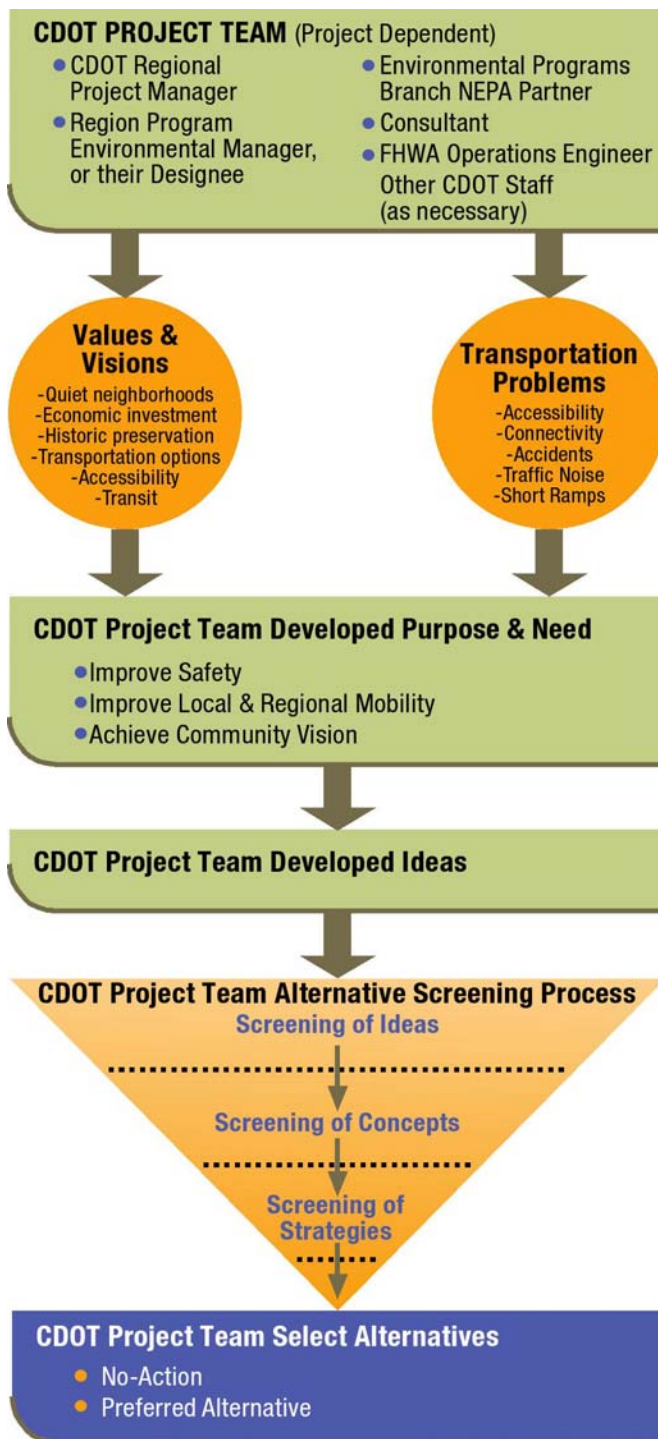 CDOT PROJECT TEAM (Project Dependent)
• CDOT Regional
Project Manager
• Region Program
Environmental Manager,
or their Designee
• Environmental Programs
Branch NEPA Partner
• Consultant
• FHWA Operations Engineer
Other CDOT Staff
(as necessary)
Values &
Visions
-Quiet neighborhoods
-Economic investment
-Historic preservation
-Transportation options
-Accessibility
-Transit
Transportation
Problems
-Accessibility
-Connectivity
-Accidents
-Traffic Noise
-Short Ramps
CDOT Project Team Developed Purpose & Need
• Improve Safety
• Improve Local & Regional Mobility
• Achieve Community Vision
CDOT Project Team Developed Ideas
CDOT Project Team Alternative Screening Process
Screening of Ideas
Screening of Concepts
Screening of
Strategies
CDOT Project Team Select Alternatives
• No-Action
• Preferred Alternative